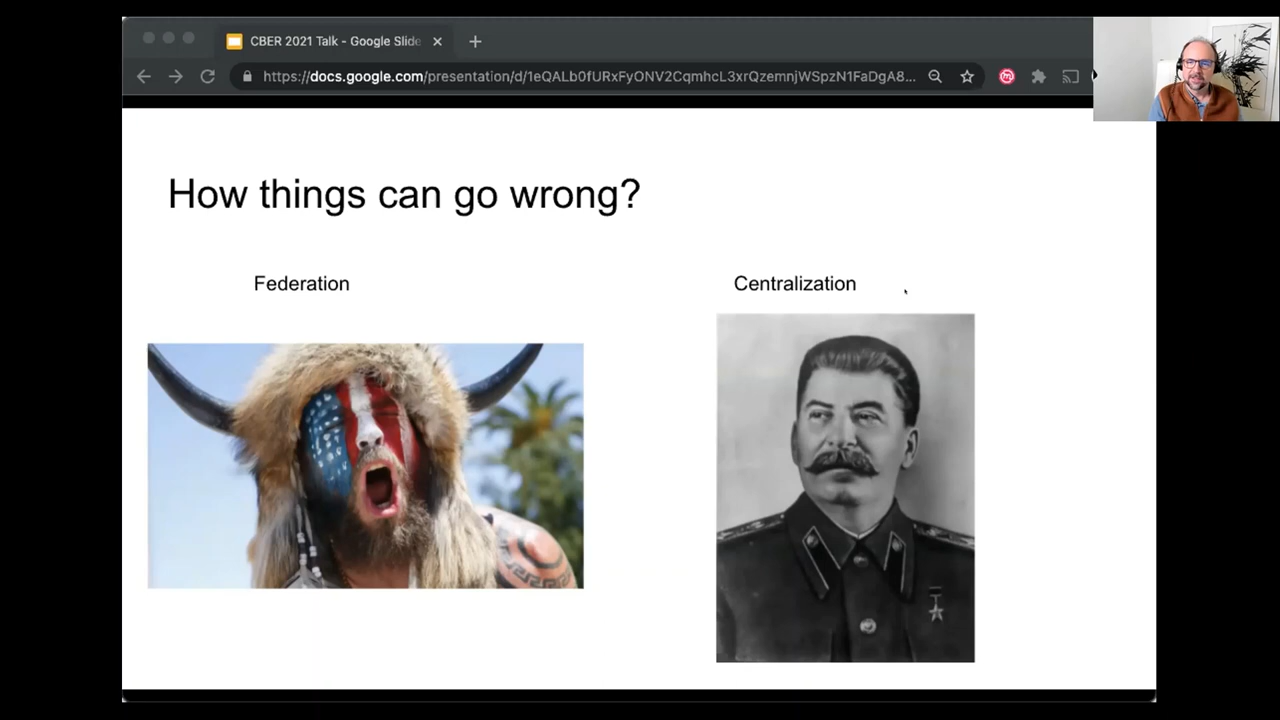 CBER 2021 Talk - Google Slide
https://docs.google.com/presentation/d/1eQALb0fURxFyONV2CqmhcL3xrQzemnjWSpzN1FaDgA8...
How things can go wrong?
Federation
Centralization